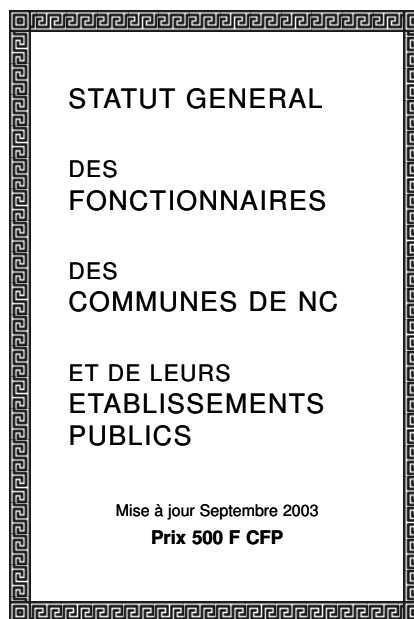 STATUT GENERAL
DES
FONCTIONNAIRES
DES
COMMUNES DE NC
ET DE LEURS
ETABLISSEMENTS
PUBLICS
Mise à jour Septembre 2003
Prix 500 F CFP